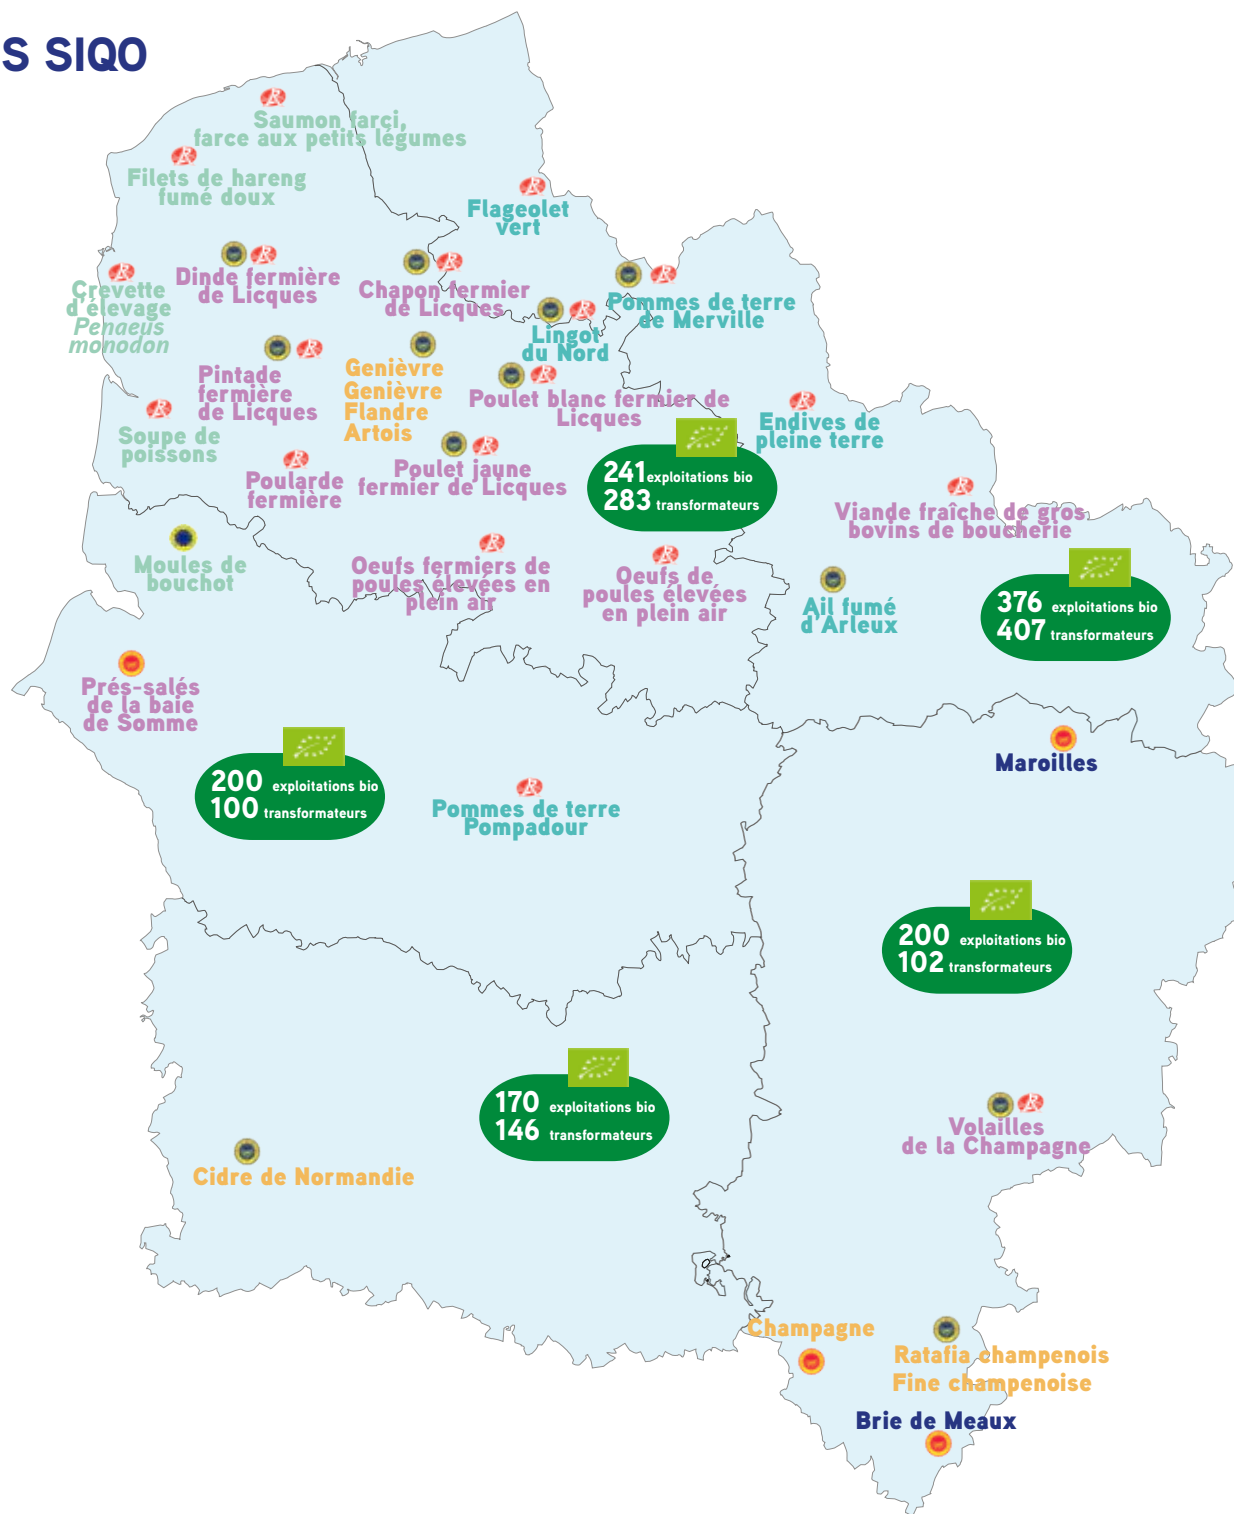 S SIQO
Saumon farci,
farce aux petits légumes
Filets de hareng
fumé doux
Flageolet
vert
Dinde fermière
de Licques
Chapon fermier
de Licques
Crevette
d'élevage
Penaeus
monodon
Pommes de terre
de Merville
Lingot
du Nord
Pintade
fermière
de Licques
Genièvre
Genièvre
Flandre
Artois
Poulet blanc fermier de
Licques
Endives de
pleine terre
Soupe de
poissons
Poularde
fermière
Poulet jaune
fermier de Licques
241 exploitations bio
283 transformateurs
Viande fraîche de gros
bovins de boucherie
Moules de
bouchot
Oeufs fermiers de
poules élevées en
plein air
Oeufs de
poules élevées
en plein air
Ail fumé
d'Arleux
376 exploitations bio
407 transformateurs
Prés-salés
de la baie
de Somme
Maroilles
200 exploitations bio
100 transformateurs
Pommes de terre
Pompadour
200 exploitations bio
102 transformateurs
170 exploitations bio
146 transformateurs
Volailles
de la Champagne
Cidre de Normandie
Champagne
Ratafia champenois
Fine champenoise
Brie de Meaux